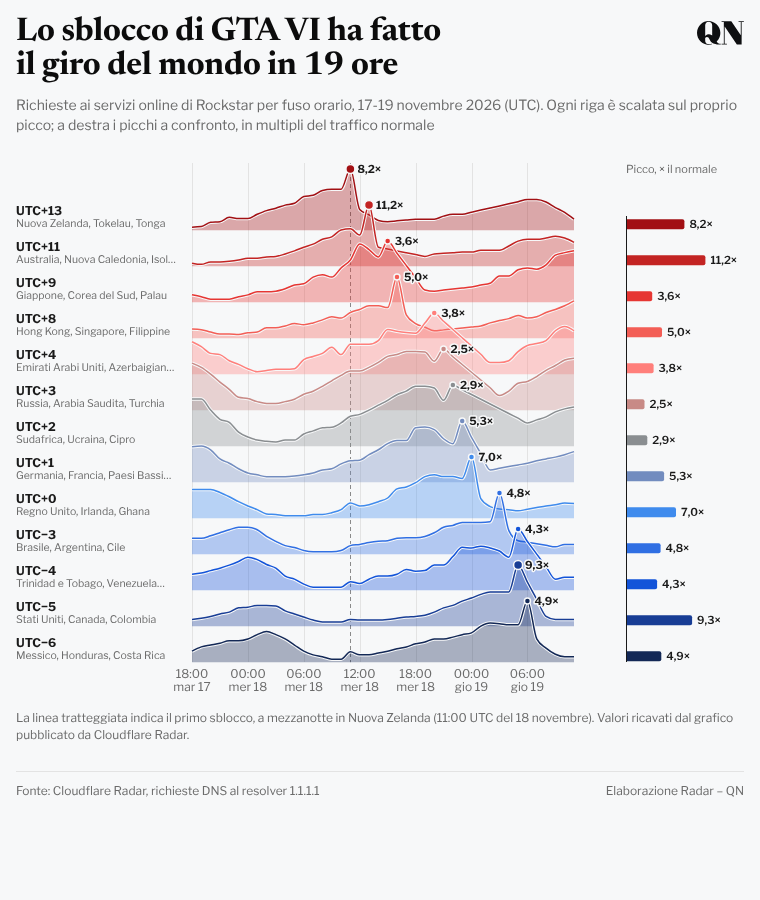 Lo sblocco di GTA VI ha fatto
il giro del mondo in 19 ore
QN
Richieste ai servizi online di Rockstar per fuso orario, 17-19 novembre 2026 (UTC). Ogni riga è scalata sul proprio
picco; a destra i picchi a confronto, in multipli del traffico normale
Picco, × il normale
8,2×
UTC+13
Nuova Zelanda, Tokelau, Tonga
11,2×
8,2×
UTC+11
Australia, Nuova Caledonia, Isol...
3,6×
11,2×
UTC+9
Giappone, Corea del Sud, Palau
5,0×
3,6×
UTC+8
Hong Kong, Singapore, Filippine
3,8×
5,0×
UTC+4
Emirati Arabi Uniti, Azerbaigian...
2,5×
3,8×
UTC+3
Russia, Arabia Saudita, Turchia
2,9×
2,5×
UTC+2
Sudafrica, Ucraina, Cipro
5,3×
2,9×
UTC+1
Germania, Francia, Paesi Bassi...
7,0×
5,3×
UTC+0
Regno Unito, Irlanda, Ghana
4,8×
7,0×
UTC−3
Brasile, Argentina, Cile
4,3×
4,8×
UTC−4
Trinidad e Tobago, Venezuela...
9,3×
4,3×
UTC−5
Stati Uniti, Canada, Colombia
4,9×
9,3×
UTC−6
Messico, Honduras, Costa Rica
4,9×
18:00 00:00 06:00 12:00 18:00 00:00 06:00
mar 17 mer 18 mer 18 mer 18 mer 18 gio 19 gio 19
La linea tratteggiata indica il primo sblocco, a mezzanotte in Nuova Zelanda (11:00 UTC del 18 novembre). Valori ricavati dal grafico
pubblicato da Cloudflare Radar.
Fonte: Cloudflare Radar, richieste DNS al resolver 1.1.1.1
Elaborazione Radar – QN